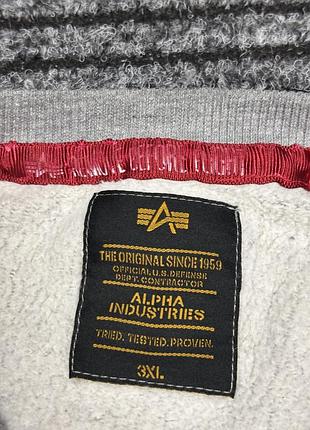 THE ORIGINAL SINCE 1959
OFFICIAL U.S. DEFENSE
DEPT. CONTRACTOR
ALPHA
INDUSTRIES
TRIED. TESTED. PROVEN.
3XL